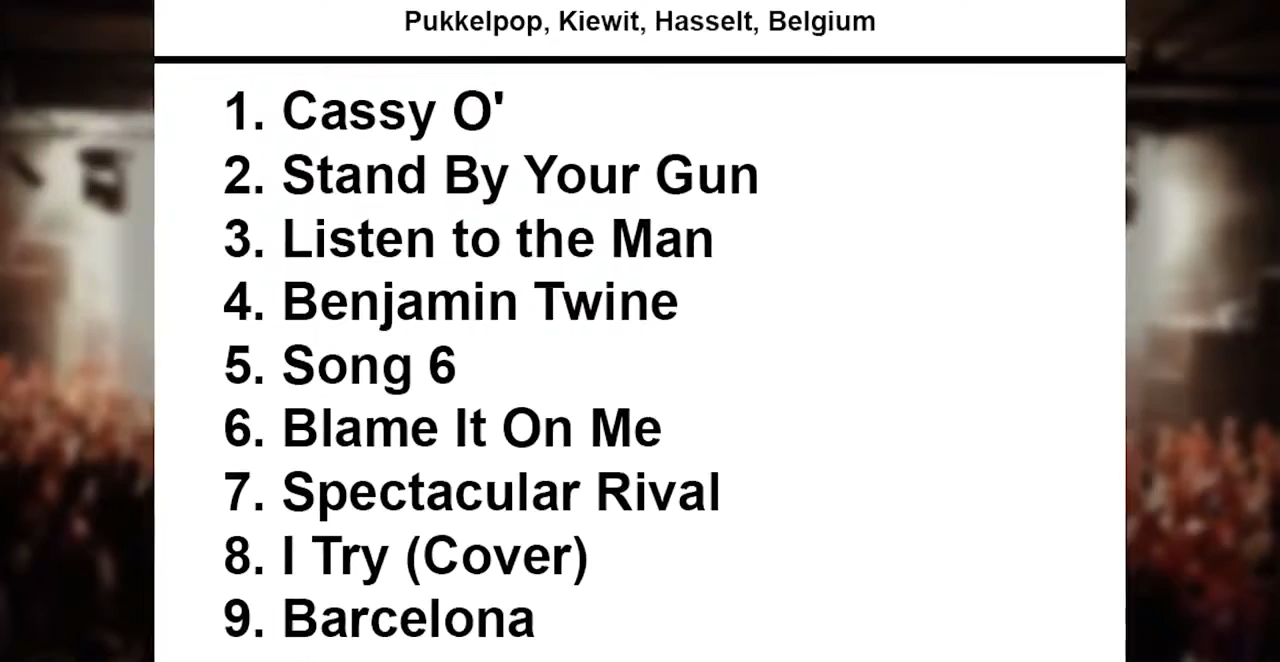 Pukkelpop, Kiewit, Hasselt, Belgium
1. Cassy O'
2. Stand By Your Gun
3. Listen to the Man
4. Benjamin Twine
5. Song 6
6. Blame It On Me
7. Spectacular Rival
8. I Try (Cover)
9. Barcelona